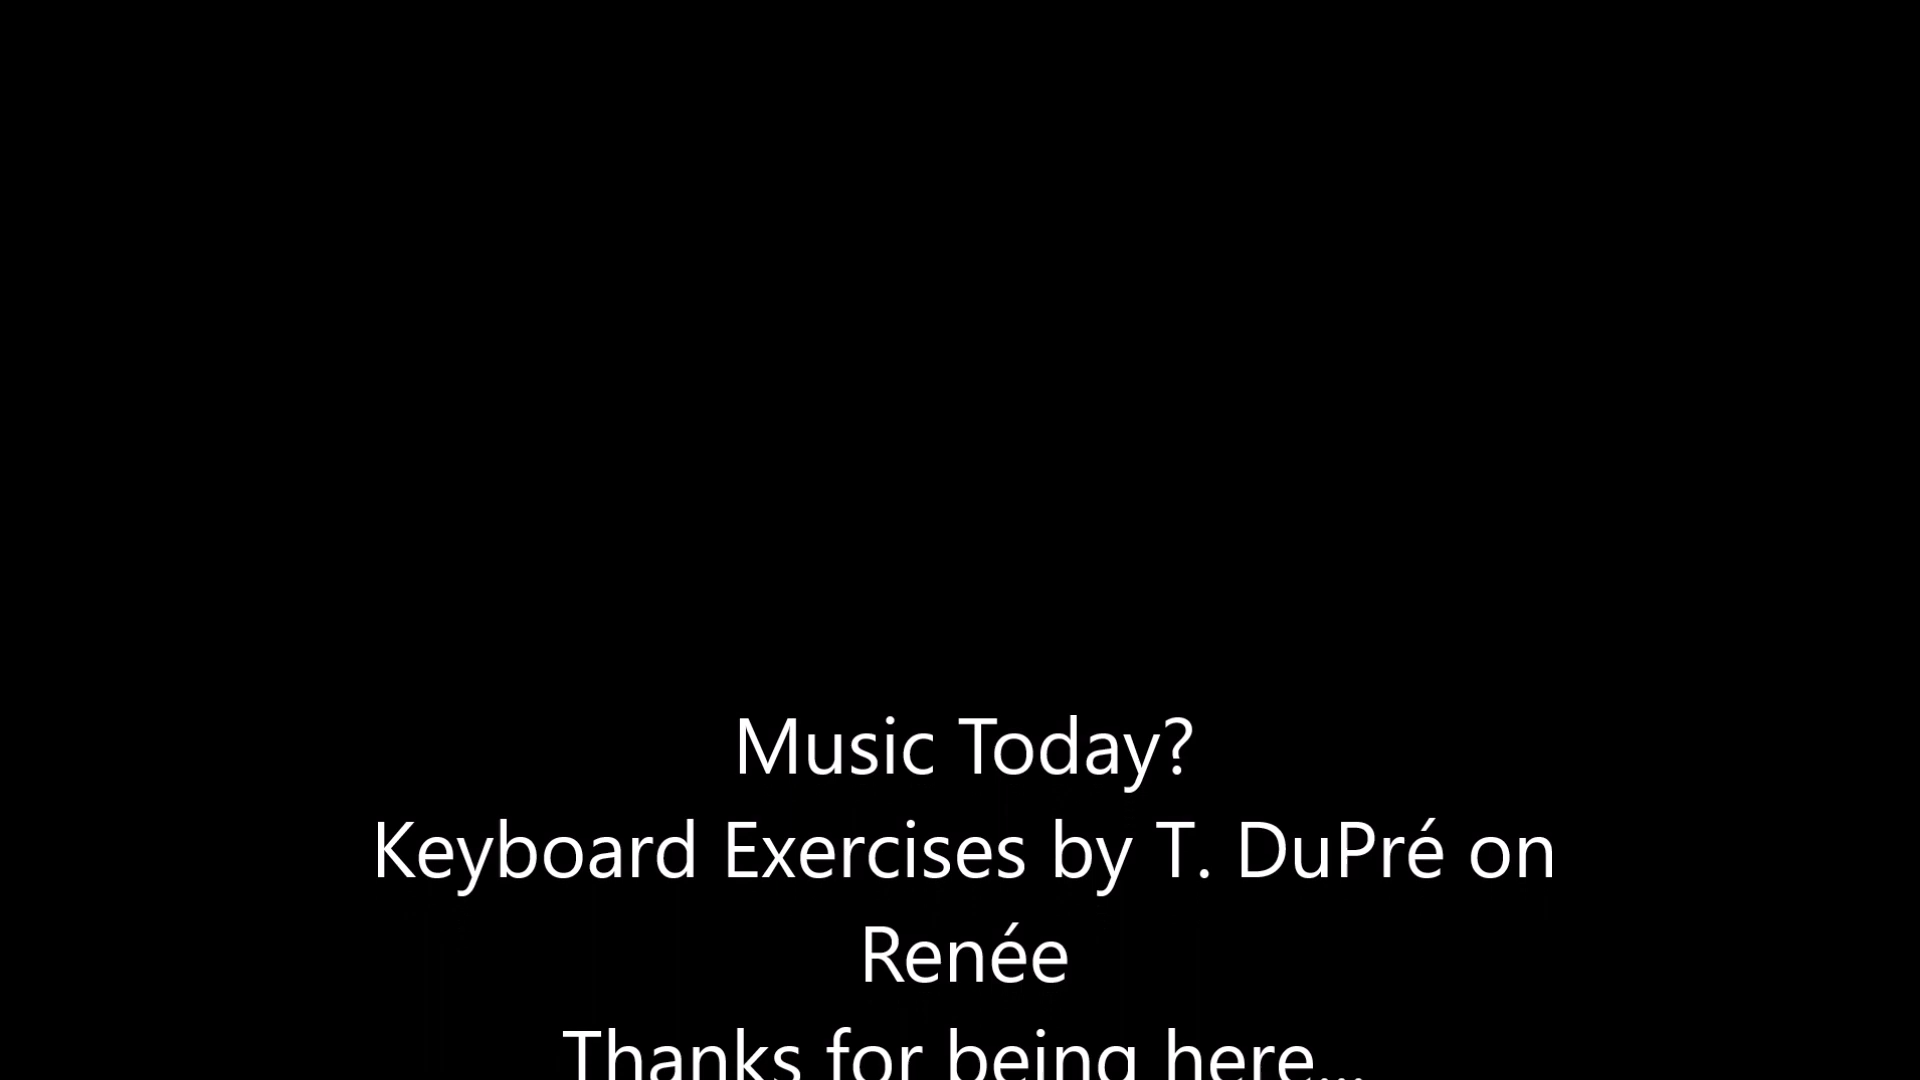 Music Today?
Keyboard Exercises by T. DuPré on
Renée
Thanks for being here...